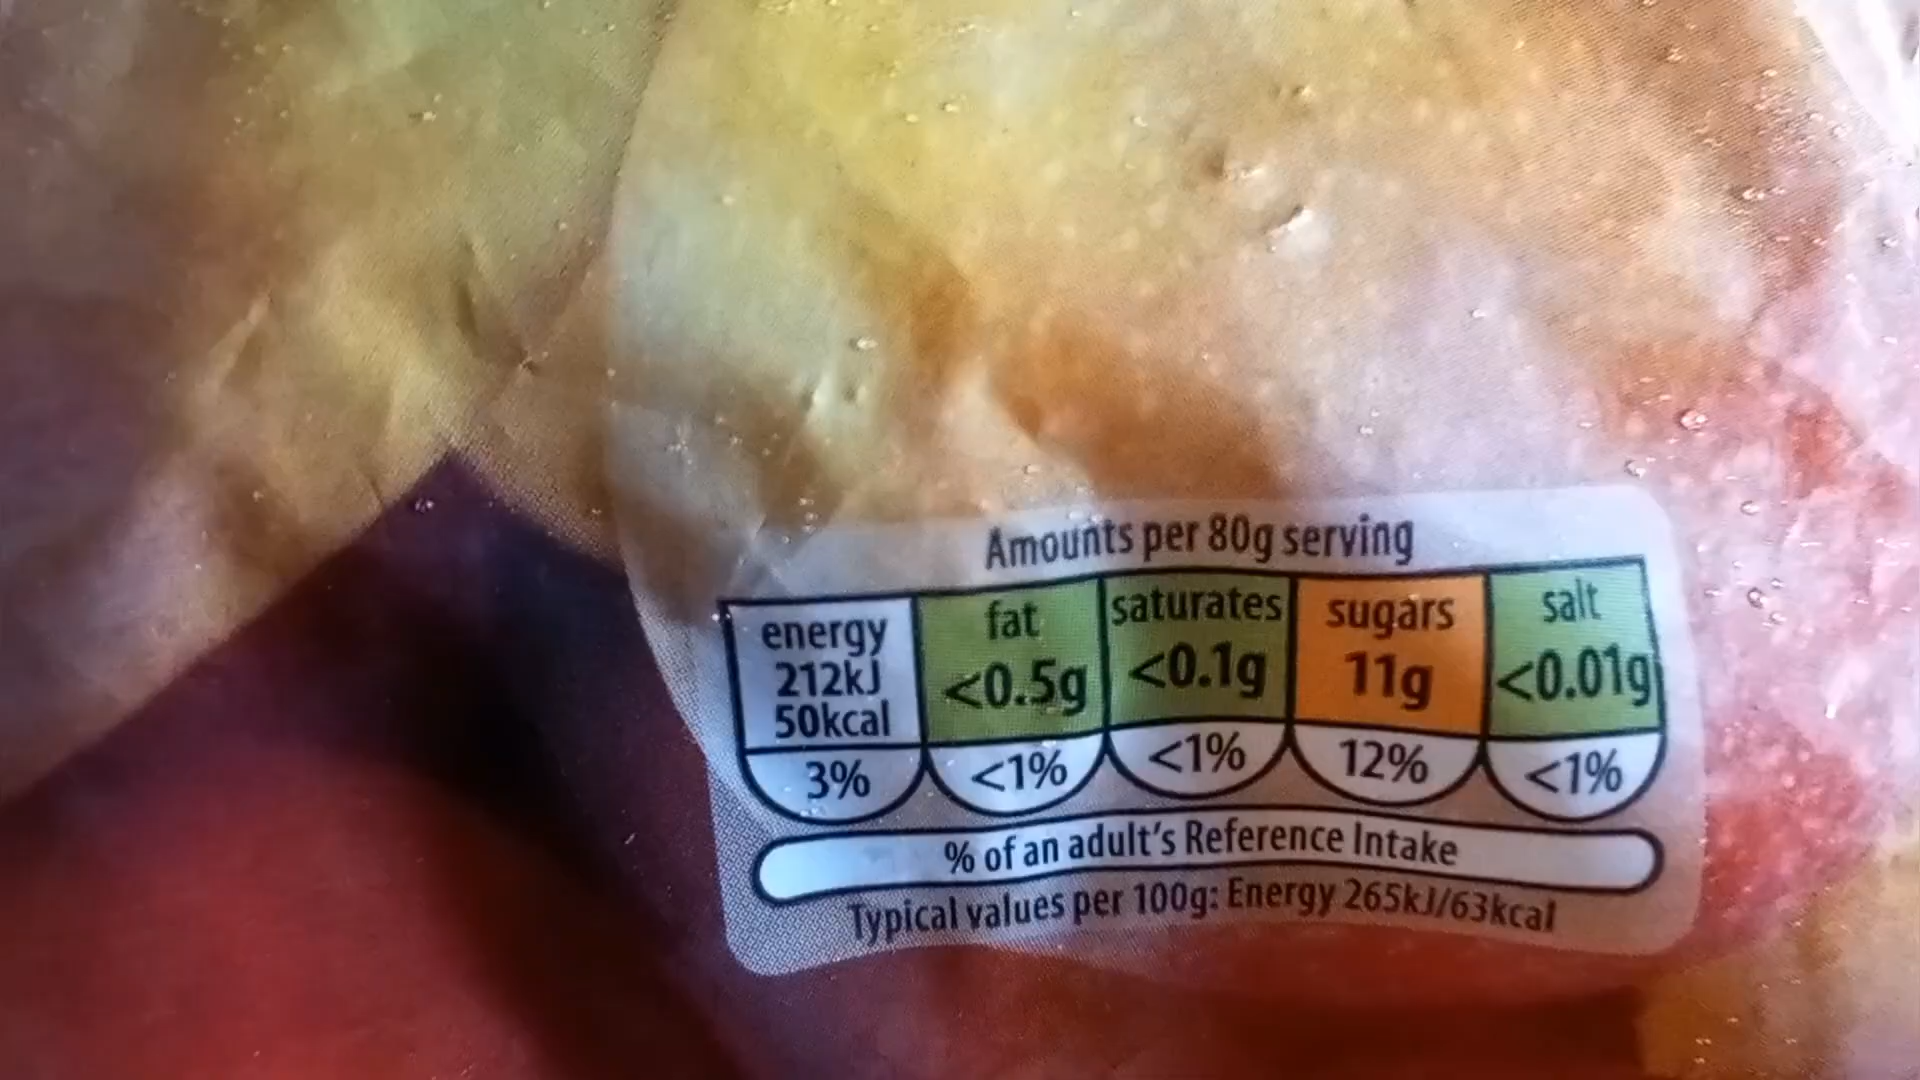 Amounts per 80g serving
energy
212kJ
50kcal
3%
fat
<0.5g
<1%
saturates
<0.1g
<1%
sugars
11g
12%
salt
<0.01g
<1%
% of an adult's Reference Intake
Typical values per 100g: Energy 265kJ/63kcal